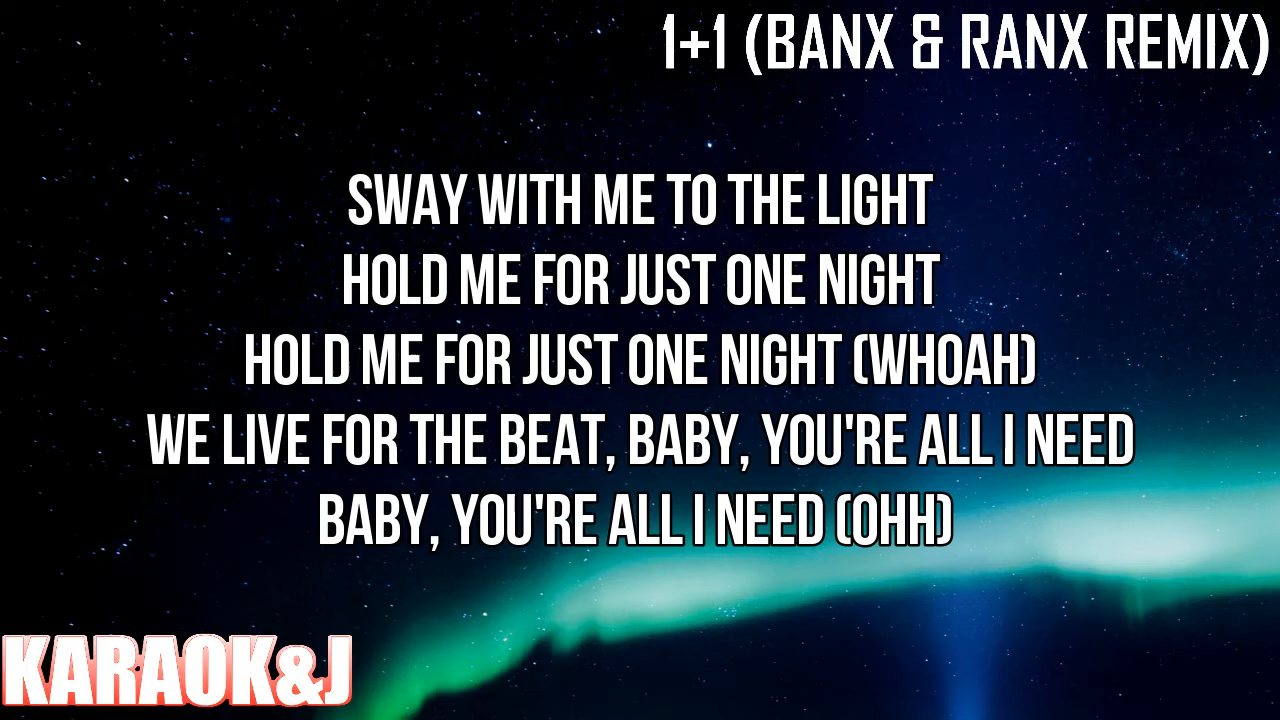 1+1 (BANX & RANX REMIX)
SWAY WITH ME TO THE LIGHT
HOLD ME FOR JUST ONE NIGHT
HOLD ME FOR JUST ONE NIGHT (WHOAH)
WE LIVE FOR THE BEAT, BABY, YOU'RE ALL I NEED
BABY, YOU'RE ALL I NEED (OHH)
KARAOK&J